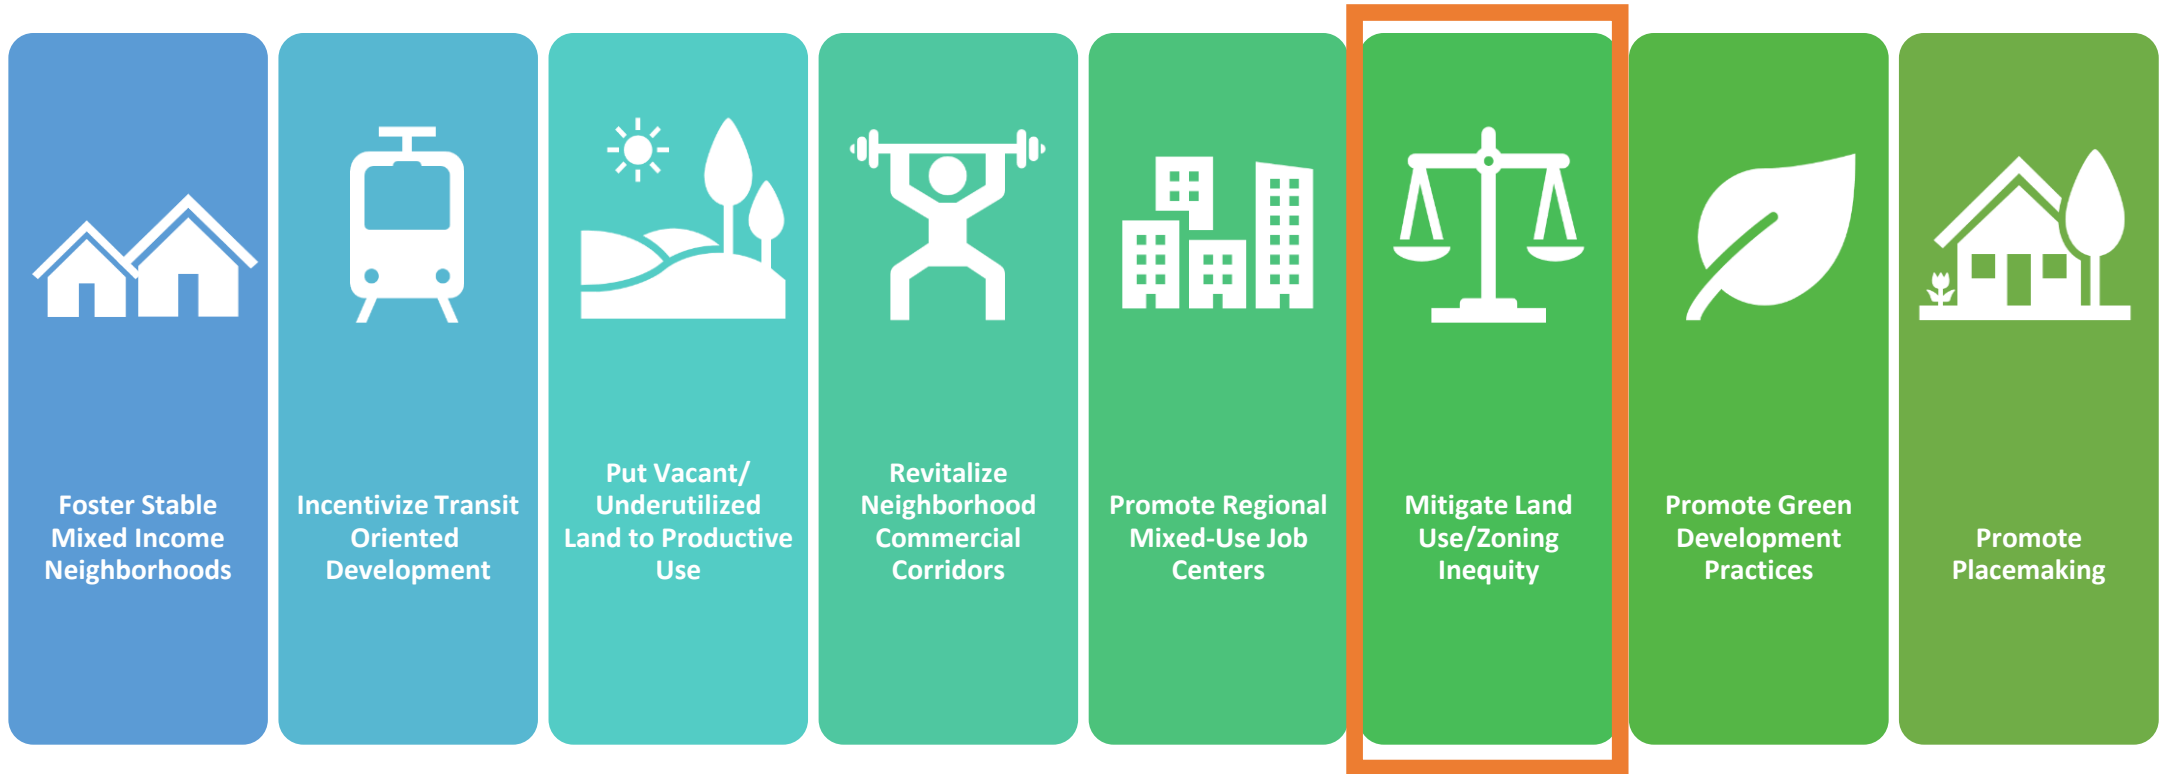 Foster Stable
Mixed Income
Neighborhoods
Incentivize Transit
Oriented
Development
Put Vacant/
Underutilized
Land to Productive
Use
Revitalize
Neighborhood
Commercial
Corridors
Promote Regional
Mixed-Use Job
Centers
Mitigate Land
Use/Zoning
Inequity
Promote Green
Development
Practices
Promote
Placemaking